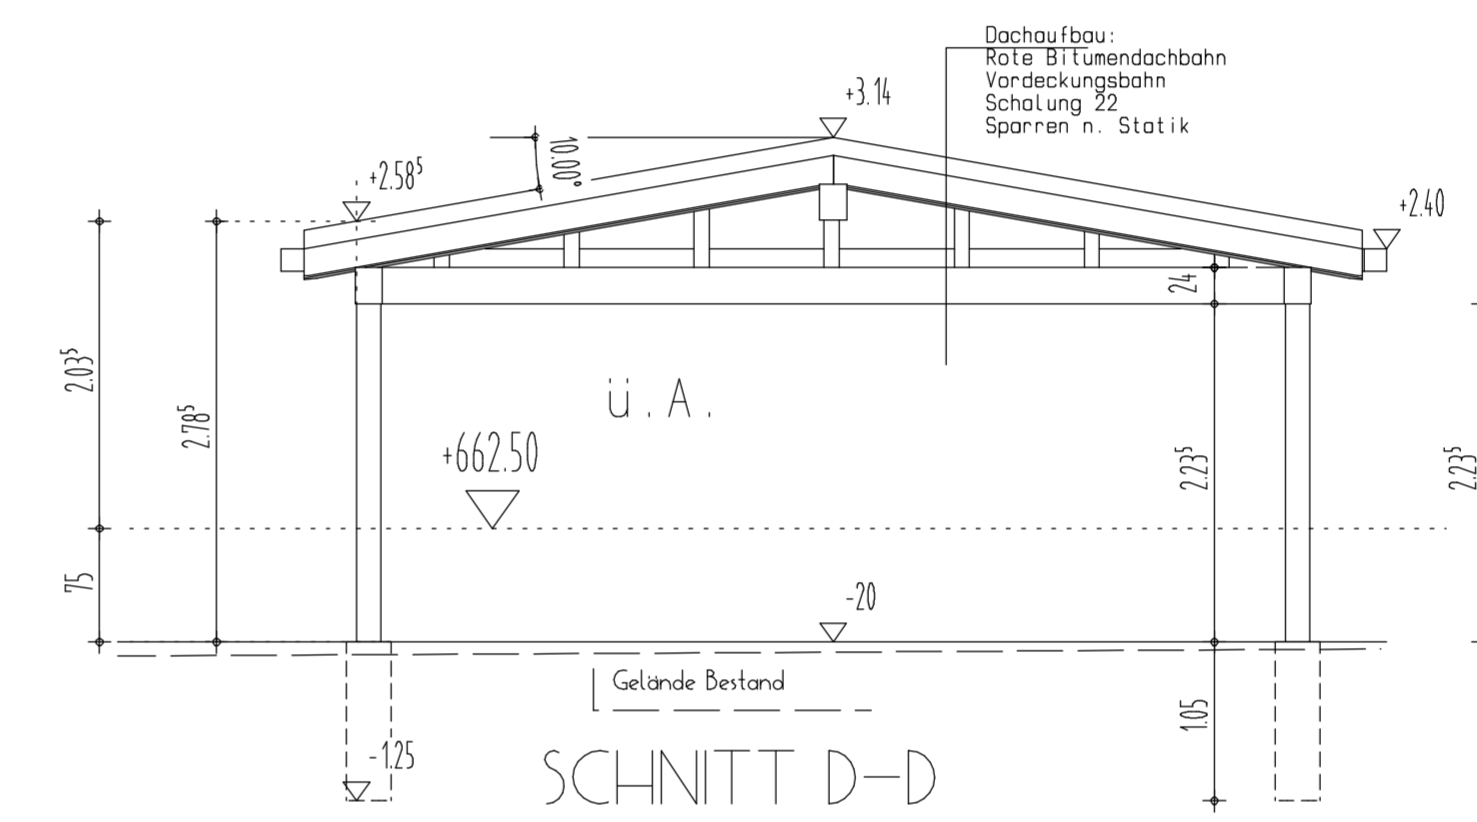 Dachaufbau:
Rote Bitumendachbahn
Vordeckungsbahn
Schalung 22
Sparren n. Statik
+3.14
10.00°
+2.58⁵
+2.40
24
2.03⁵
2.78⁵
ü.A.
+662.50
2.23⁵
2.23⁵
75
-20
Gelände Bestand
1.05
-1.25
SCHNITT D-D